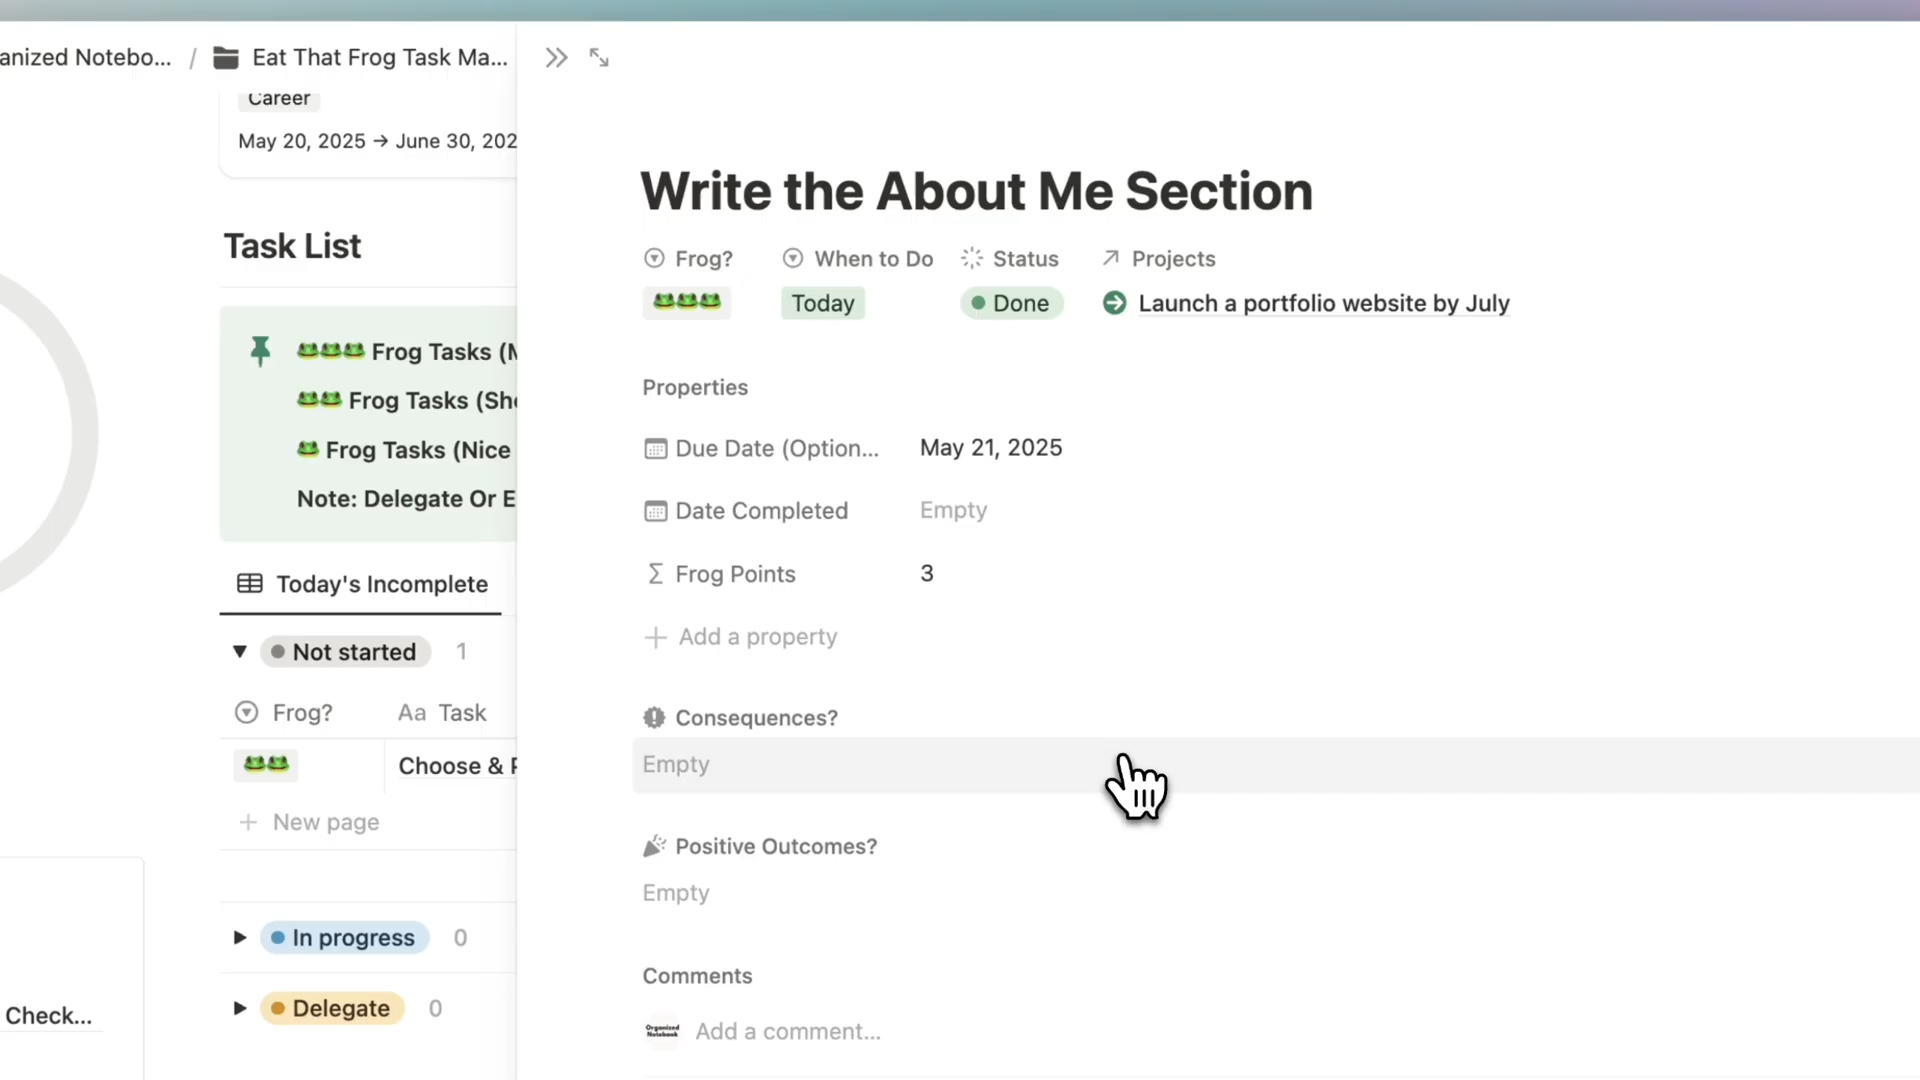 anized Notebo... / Eat That Frog Task Ma...
Career
May 20, 2025 → June 30, 202
Task List
🐸🐸🐸 Frog Tasks (M
🐸🐸 Frog Tasks (Sho
🐸 Frog Tasks (Nice
Note: Delegate Or E
Today's Incomplete
Not started 1
Frog? Aa Task
🐸🐸 Choose & P
+ New page
In progress 0
Delegate 0
Check...
Write the About Me Section
Frog? When to Do Status Projects
🐸🐸🐸 Today Done Launch a portfolio website by July
Properties
Due Date (Option... May 21, 2025
Date Completed Empty
Σ Frog Points 3
+ Add a property
Consequences?
Empty
Positive Outcomes?
Empty
Comments
Organized
Notebook
Add a comment...